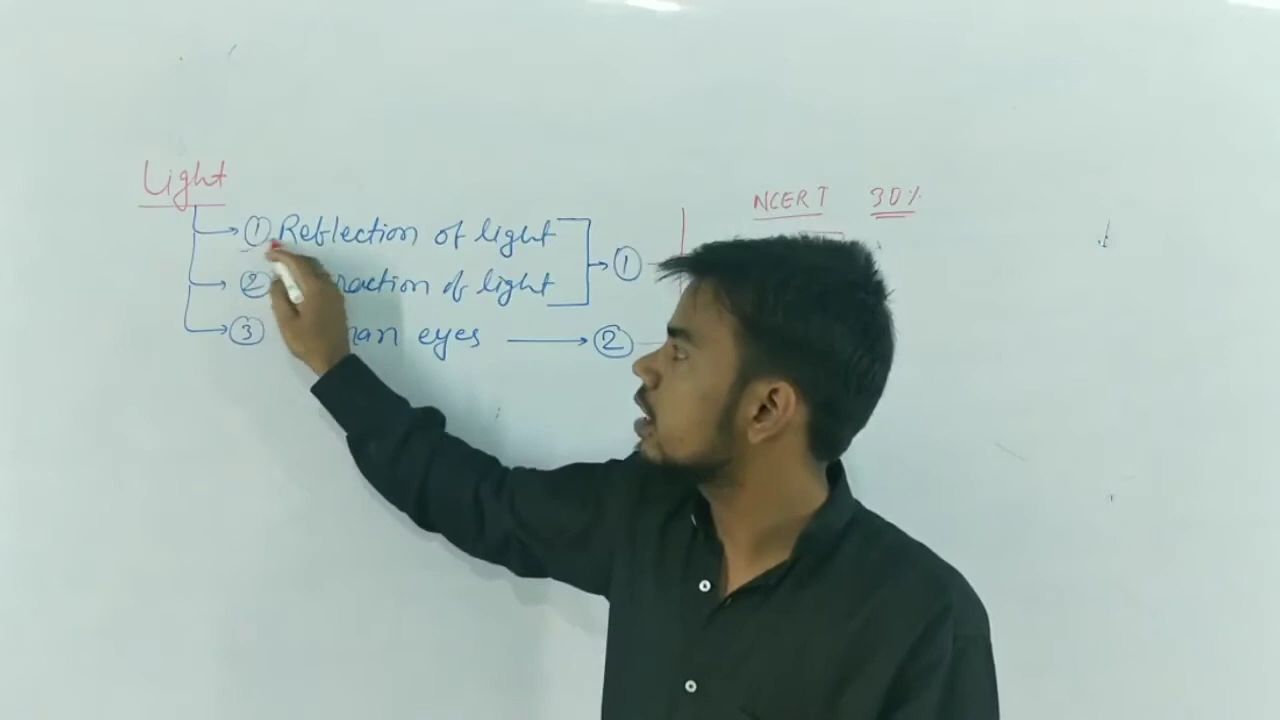 Light
① Reflection of light
② raction of light
③ man eyes
①
②
NCERT 30%